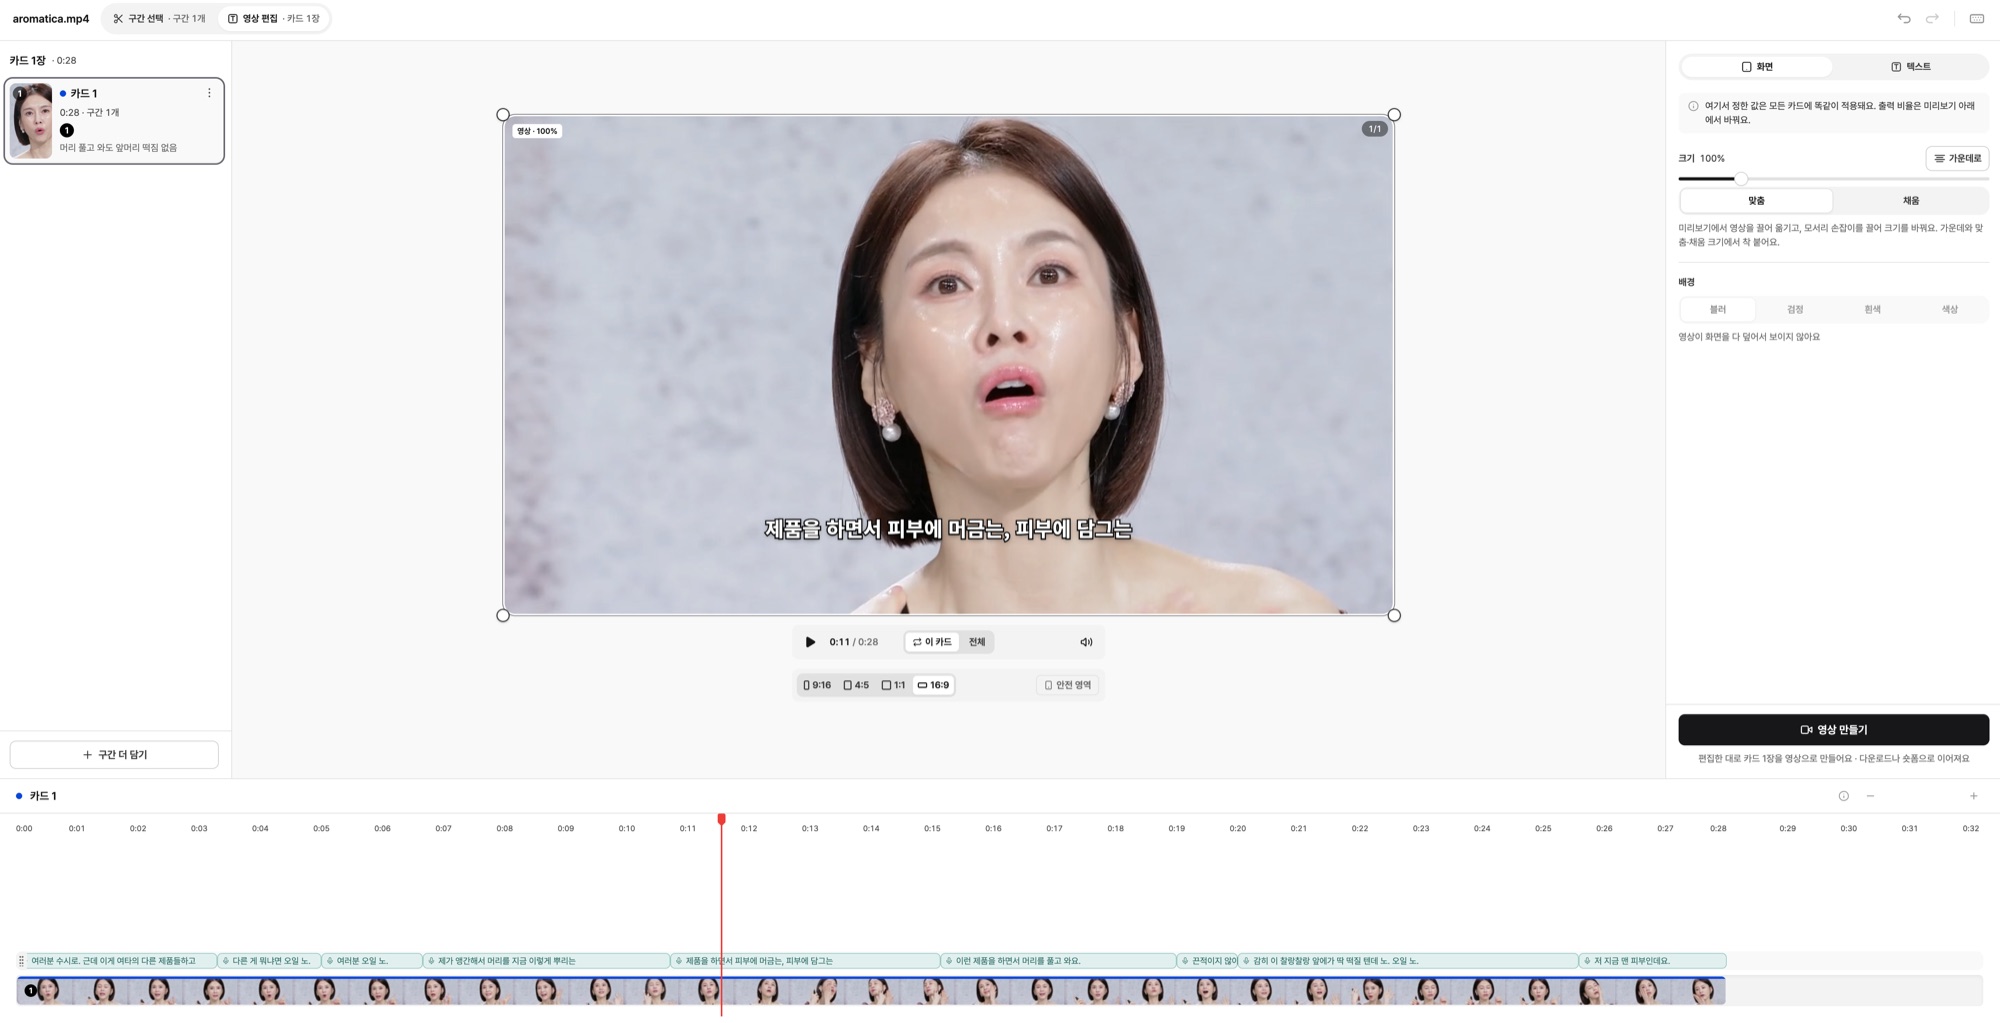 aromatica.mp4
구간 선택 · 구간 1개
영상 편집 · 카드 1장
카드 1장 · 0:28
1
카드 1
0:28 · 구간 1개
1
머리 풀고 와도 앞머리 떡짐 없음
구간 더 담기
영상 · 100%
1/1
제품을 하면서 피부에 머금는, 피부에 담그는
0:11 / 0:28
이 카드
전체
9:16
4:5
1:1
16:9
안전 영역
화면
텍스트
여기서 정한 값은 모든 카드에 똑같이 적용돼요. 출력 비율은 미리보기 아래
에서 바꿔요.
크기 100%
가운데로
맞춤
채움
미리보기에서 영상을 끌어 옮기고, 모서리 손잡이를 끌어 크기를 바꿔요. 가운데와 맞
춤·채움 크기에서 착 붙어요.
배경
블러
검정
흰색
색상
영상이 화면을 다 덮어서 보이지 않아요
영상 만들기
편집한 대로 카드 1장을 영상으로 만들어요 · 다운로드나 숏폼으로 이어져요
카드 1
0:00 0:01 0:02 0:03 0:04 0:05 0:06 0:07 0:08 0:09 0:10 0:11 0:12 0:13 0:14 0:15 0:16 0:17 0:18 0:19 0:20 0:21 0:22 0:23 0:24 0:25 0:26 0:27 0:28 0:29 0:30 0:31 0:32
여러분 수시로. 근데 이게 여타의 다른 제품들하고
다른 게 뭐냐면 오일 노.
여러분 오일 노.
제가 앵간해서 머리를 지금 이렇게 뿌리는
제품을 하면서 피부에 머금는, 피부에 담그는
이런 제품을 하면서 머리를 풀고 와요.
끈적이지 않
감히 이 찰랑찰랑 앞에가 딱 떡질 텐데 노. 오일 노.
저 지금 맨 피부인데요.
1